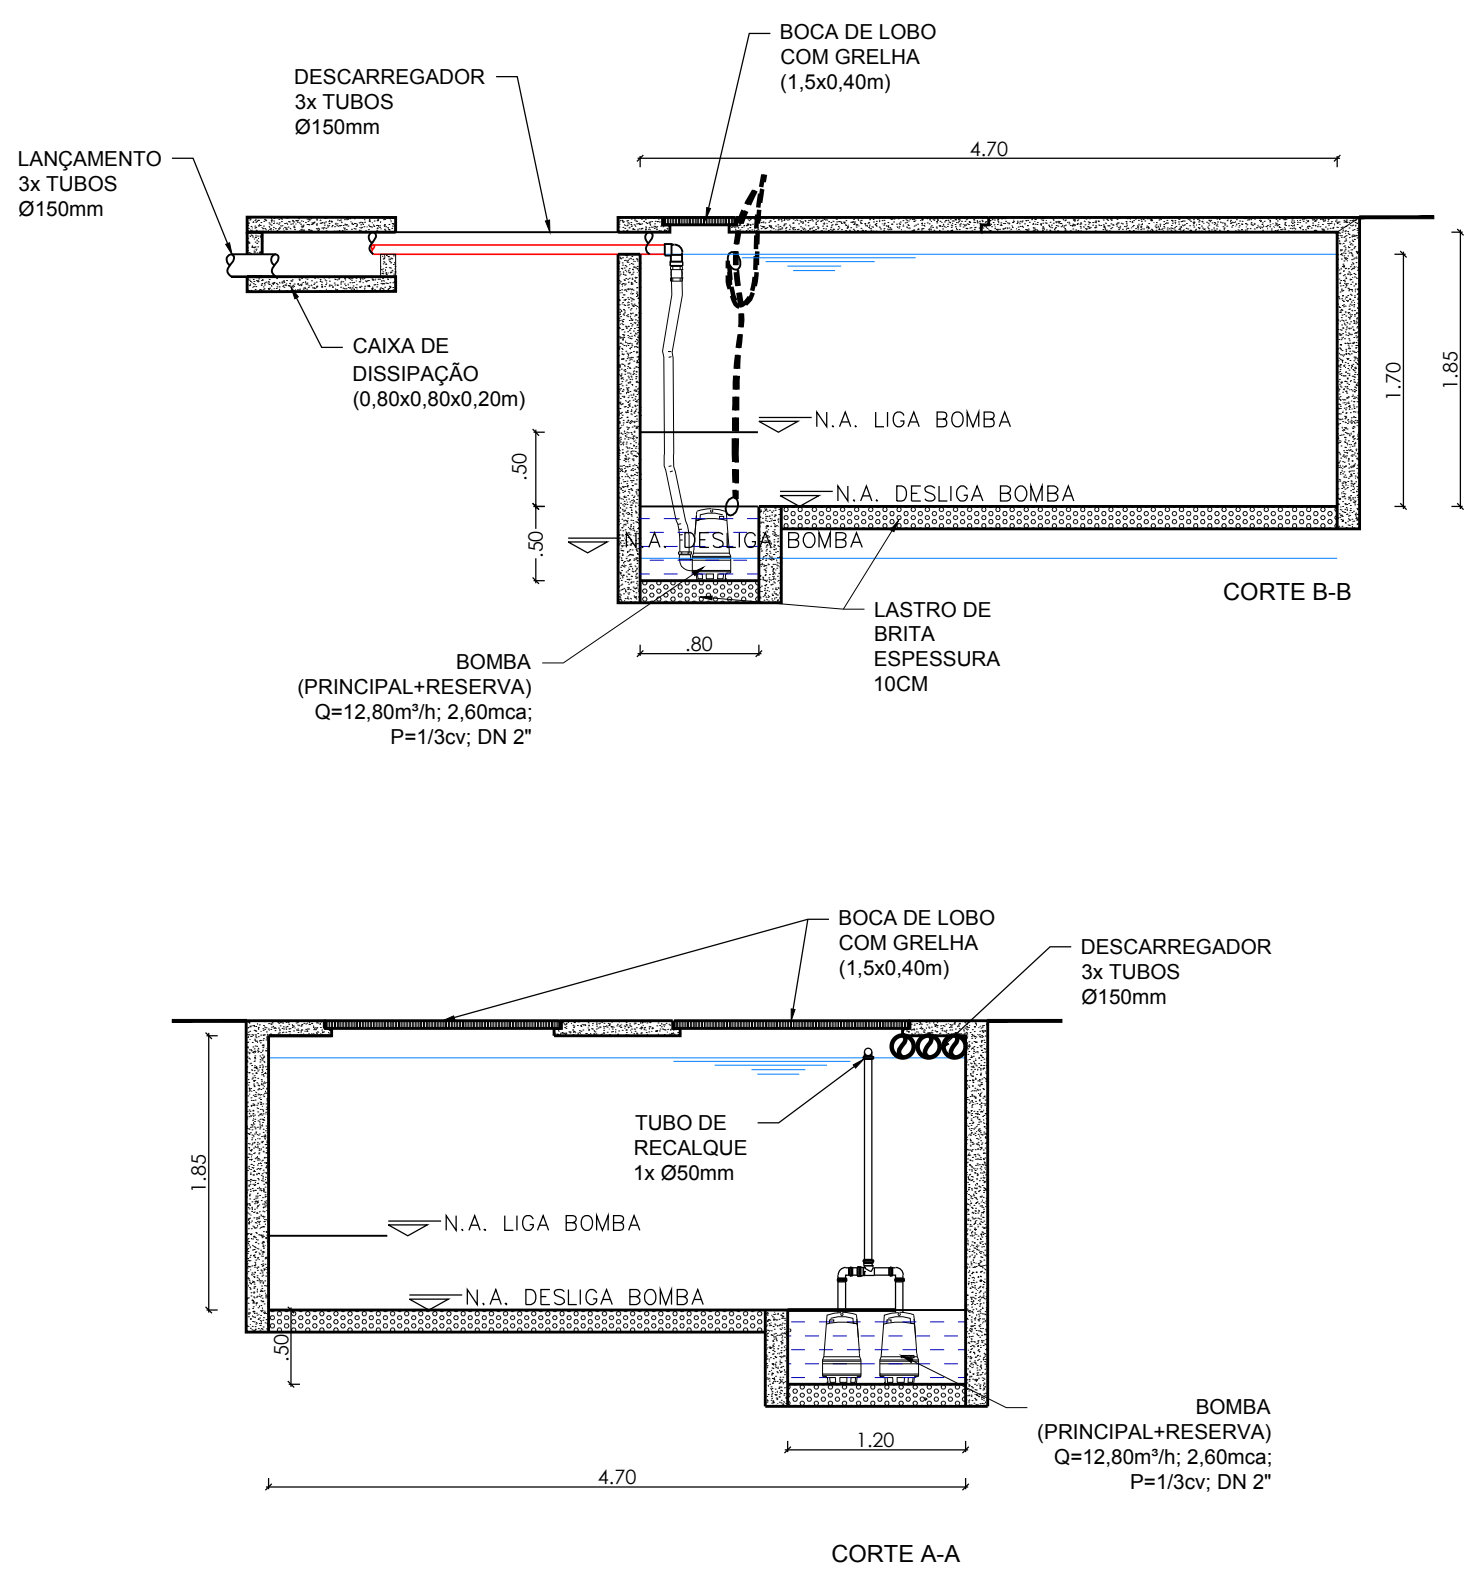 BOCA DE LOBO
COM GRELHA
(1,5x0,40m)
DESCARREGADOR
3x TUBOS
Ø150mm
LANÇAMENTO
3x TUBOS
Ø150mm
4.70
CAIXA DE
DISSIPAÇÃO
(0,80x0,80x0,20m)
1.70
1.85
N.A. LIGA BOMBA
.50
N.A. DESLIGA BOMBA
.50
N.A. DESLIGA BOMBA
CORTE B-B
LASTRO DE
BRITA
ESPESSURA
10CM
.80
BOMBA
(PRINCIPAL+RESERVA)
Q=12,80m³/h; 2,60mca;
P=1/3cv; DN 2"
BOCA DE LOBO
COM GRELHA
(1,5x0,40m)
DESCARREGADOR
3x TUBOS
Ø150mm
TUBO DE
RECALQUE
1x Ø50mm
1.85
N.A. LIGA BOMBA
N.A. DESLIGA BOMBA
.50
BOMBA
(PRINCIPAL+RESERVA)
Q=12,80m³/h; 2,60mca;
P=1/3cv; DN 2"
1.20
4.70
CORTE A-A